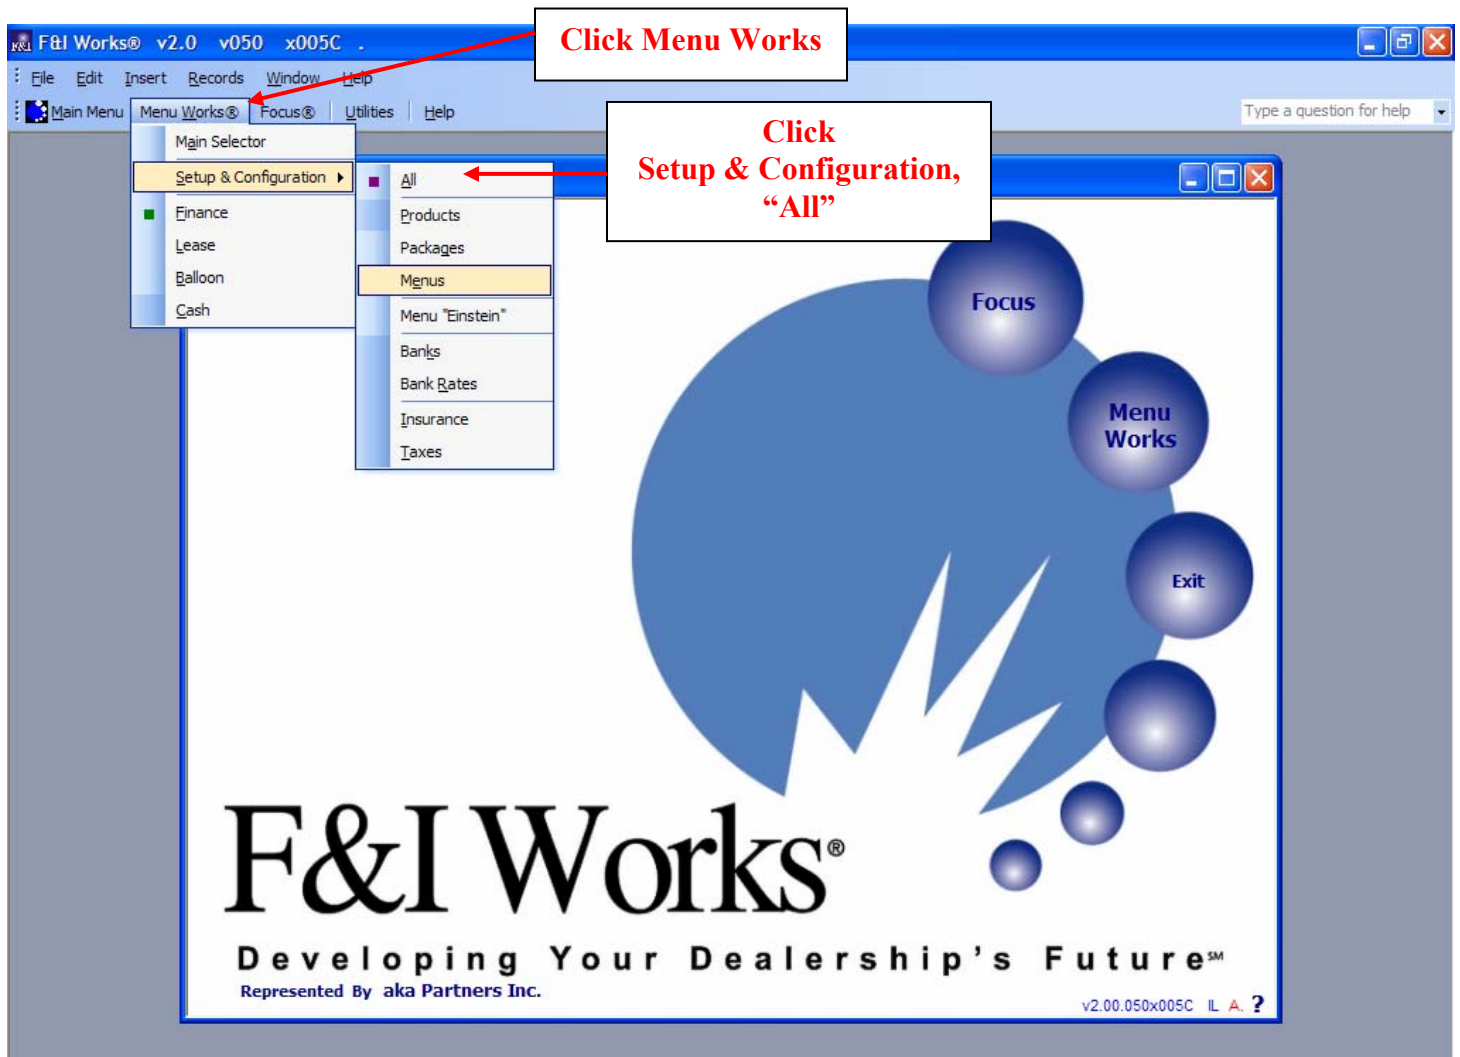 Click Menu Works
F&I Works® v2.0 v050 x005C .
File Edit Insert Records Window Help
Main Menu Menu Works® Focus® Utilities Help
Type a question for help
Click
Setup & Configuration,
“All”
Main Selector
Setup & Configuration
Finance
Lease
Balloon
Cash
All
Products
Packages
Menus
Menu "Einstein"
Banks
Bank Rates
Insurance
Taxes
Focus
Menu
Works
Exit
F&I Works®
Developing Your Dealership's Future℠
Represented By aka Partners Inc.
v2.00.050x005C IL A. ?